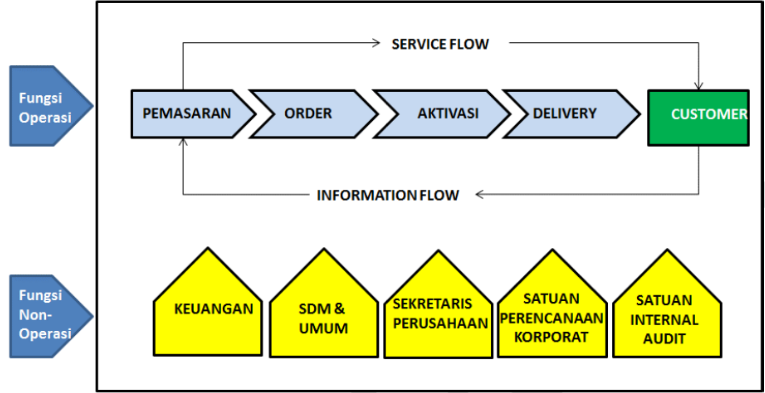 SERVICE FLOW
Fungsi
Operasi
PEMASARAN
ORDER
AKTIVASI
DELIVERY
CUSTOMER
INFORMATION FLOW
Fungsi
Non-
Operasi
KEUANGAN
SDM &
UMUM
SEKRETARIS
PERUSAHAAN
SATUAN
PERENCANAAN
KORPORAT
SATUAN
INTERNAL
AUDIT